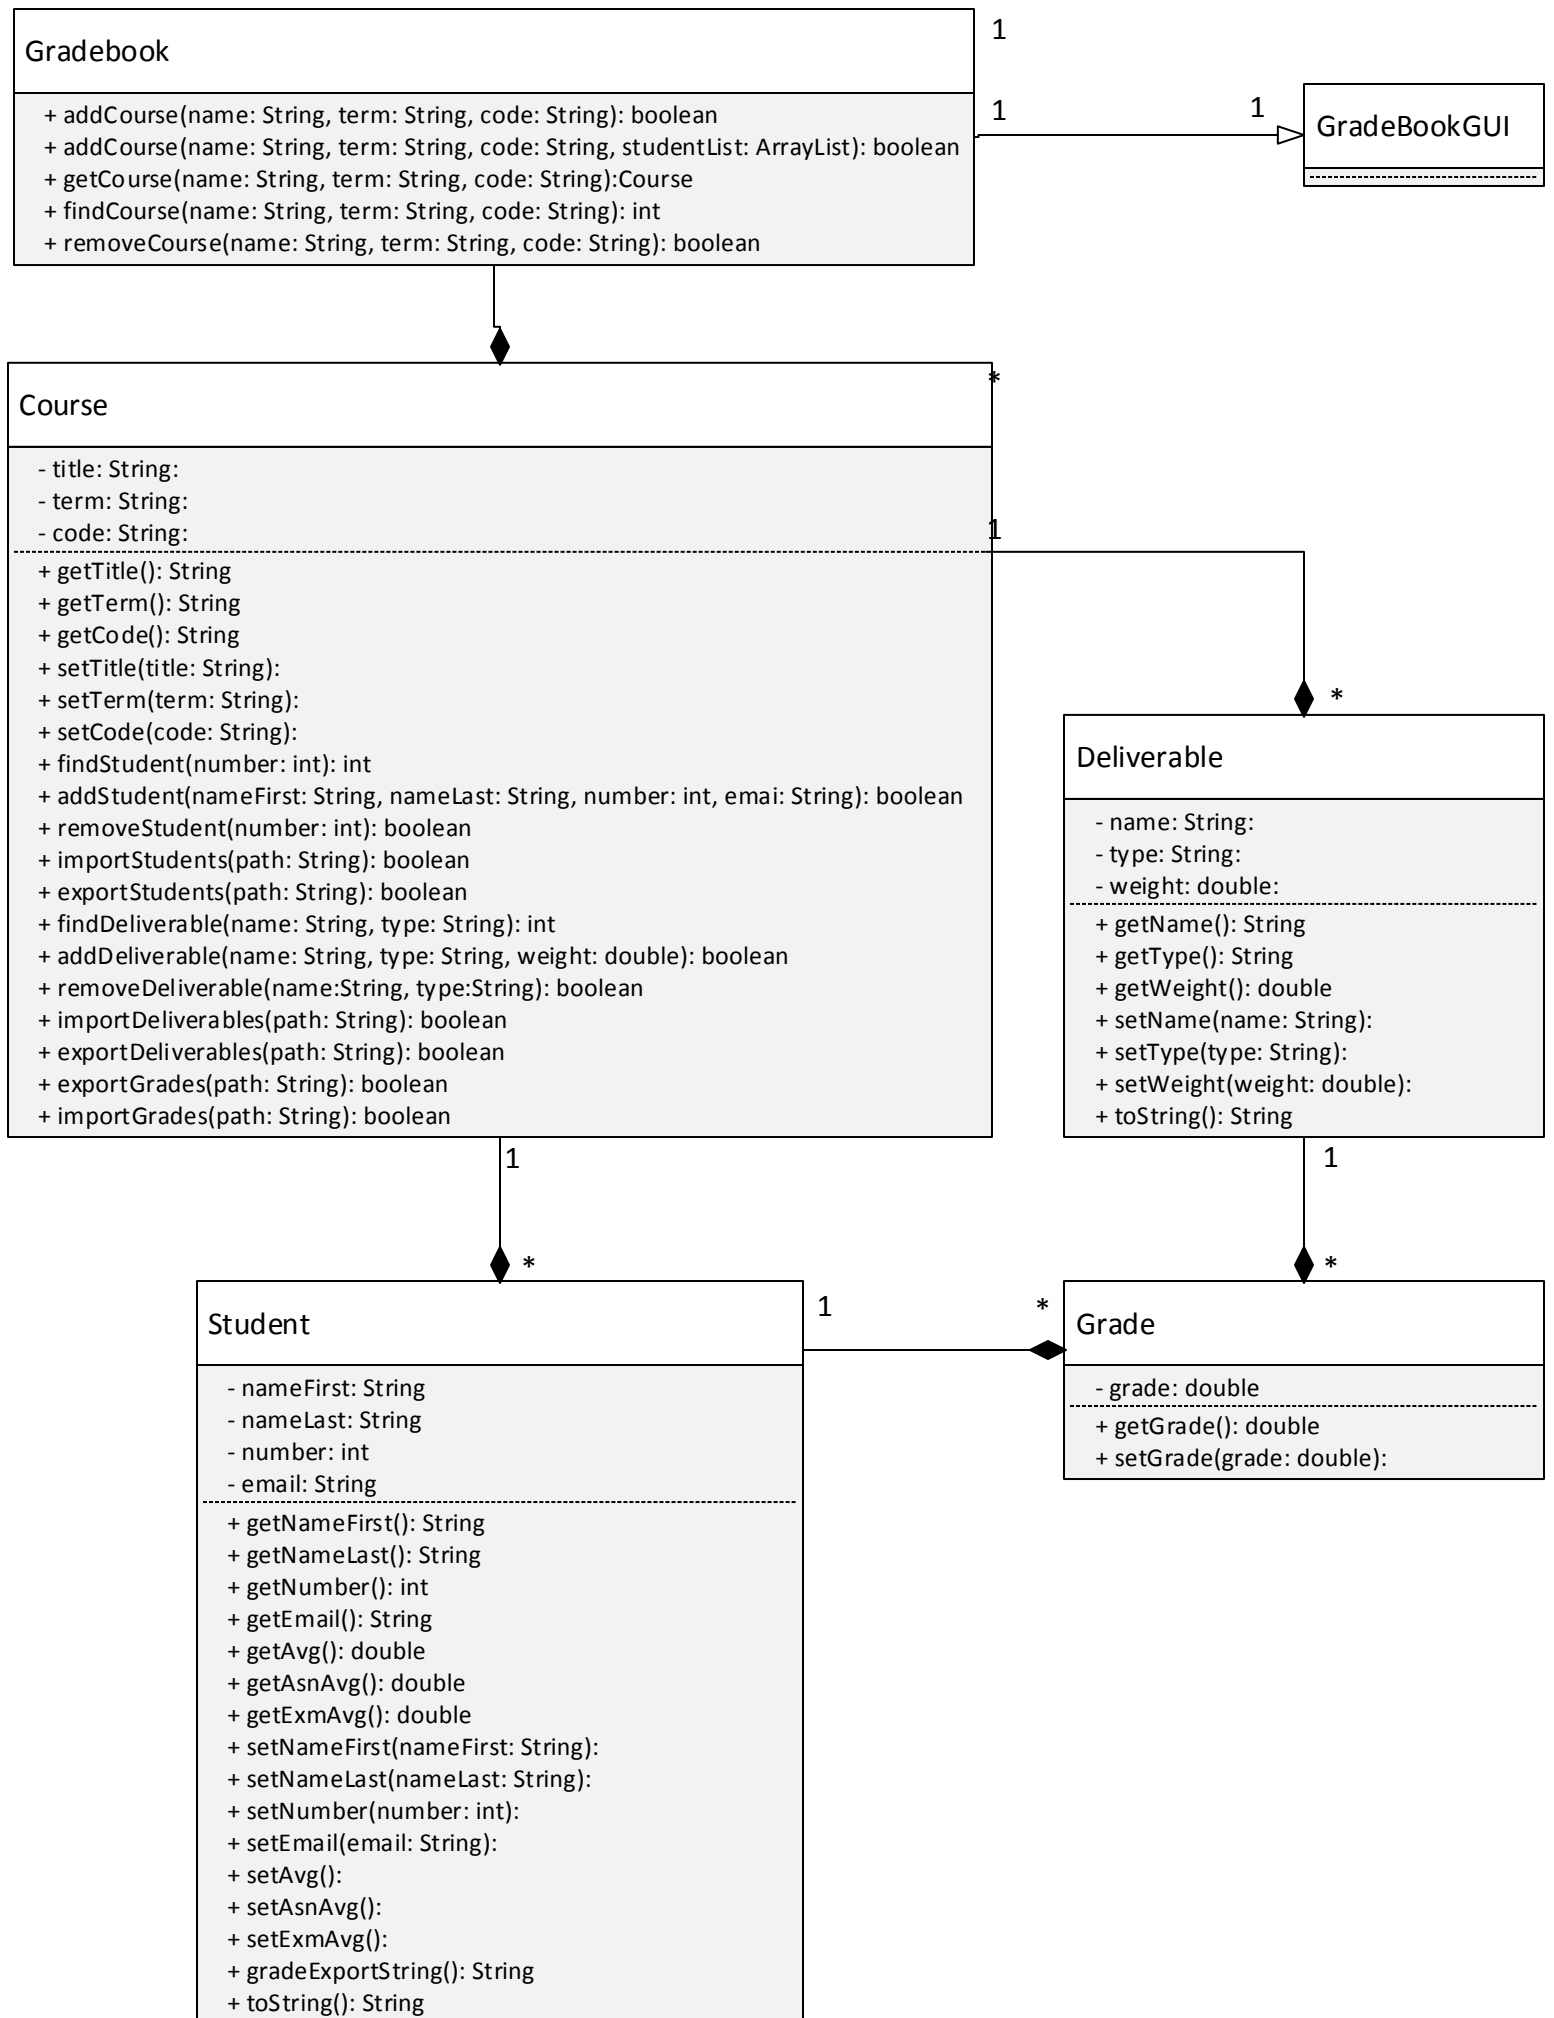 Gradebook
+ addCourse(name: String, term: String, code: String): boolean
+ addCourse(name: String, term: String, code: String, studentList: ArrayList): boolean
+ getCourse(name: String, term: String, code: String):Course
+ findCourse(name: String, term: String, code: String): int
+ removeCourse(name: String, term: String, code: String): boolean
1
1
1
GradeBookGUI
Course
*
- title: String:
- term: String:
- code: String:
1
+ getTitle(): String
+ getTerm(): String
+ getCode(): String
+ setTitle(title: String):
+ setTerm(term: String):
+ setCode(code: String):
+ findStudent(number: int): int
+ addStudent(nameFirst: String, nameLast: String, number: int, emai: String): boolean
+ removeStudent(number: int): boolean
+ importStudents(path: String): boolean
+ exportStudents(path: String): boolean
+ findDeliverable(name: String, type: String): int
+ addDeliverable(name: String, type: String, weight: double): boolean
+ removeDeliverable(name:String, type:String): boolean
+ importDeliverables(path: String): boolean
+ exportDeliverables(path: String): boolean
+ exportGrades(path: String): boolean
+ importGrades(path: String): boolean
*
Deliverable
- name: String:
- type: String:
- weight: double:
+ getName(): String
+ getType(): String
+ getWeight(): double
+ setName(name: String):
+ setType(type: String):
+ setWeight(weight: double):
+ toString(): String
1
*
1
*
Student
- nameFirst: String
- nameLast: String
- number: int
- email: String
+ getNameFirst(): String
+ getNameLast(): String
+ getNumber(): int
+ getEmail(): String
+ getAvg(): double
+ getAsnAvg(): double
+ getExmAvg(): double
+ setNameFirst(nameFirst: String):
+ setNameLast(nameLast: String):
+ setNumber(number: int):
+ setEmail(email: String):
+ setAvg():
+ setAsnAvg():
+ setExmAvg():
+ gradeExportString(): String
+ toString(): String
1
*
Grade
- grade: double
+ getGrade(): double
+ setGrade(grade: double):